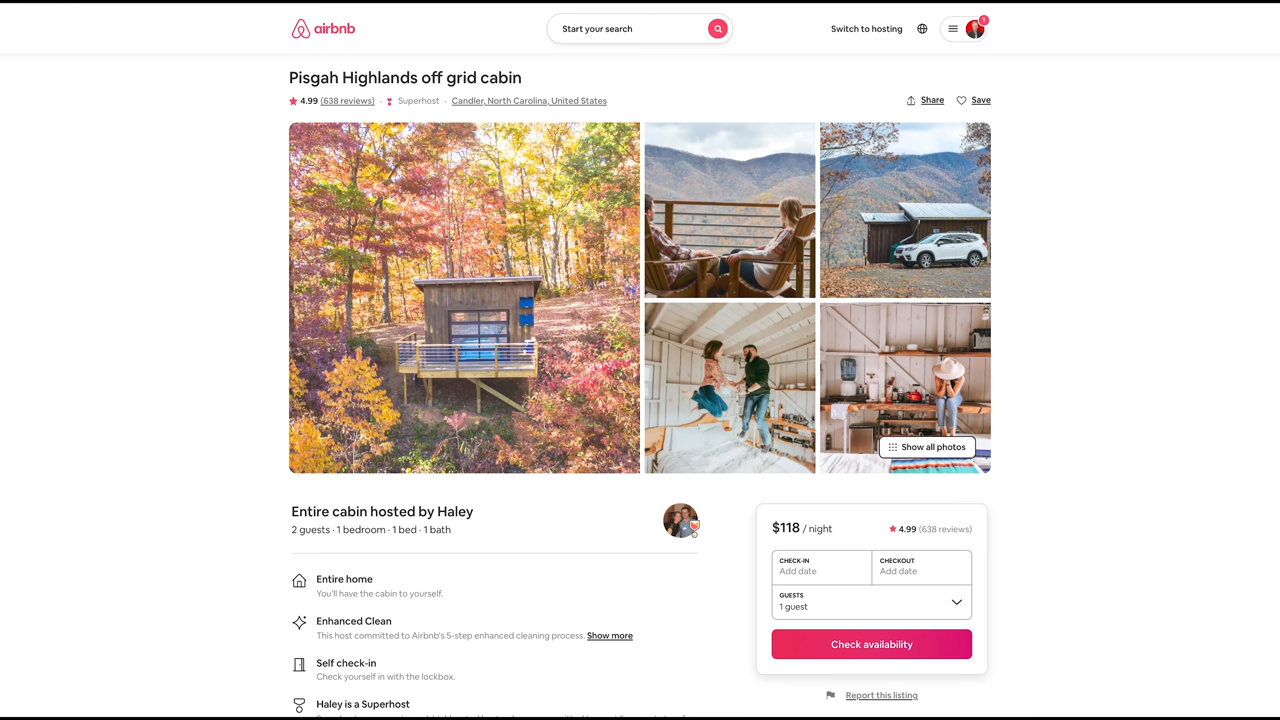 airbnb
Start your search
Switch to hosting
1
Pisgah Highlands off grid cabin
4.99 (638 reviews) · Superhost · Candler, North Carolina, United States
Share
Save
Show all photos
Entire cabin hosted by Haley
2 guests · 1 bedroom · 1 bed · 1 bath
Entire home
You'll have the cabin to yourself.
Enhanced Clean
This host committed to Airbnb's 5-step enhanced cleaning process. Show more
Self check-in
Check yourself in with the lockbox.
Haley is a Superhost
$118 / night
4.99 (638 reviews)
CHECK-IN
Add date
CHECKOUT
Add date
GUESTS
1 guest
Check availability
Report this listing